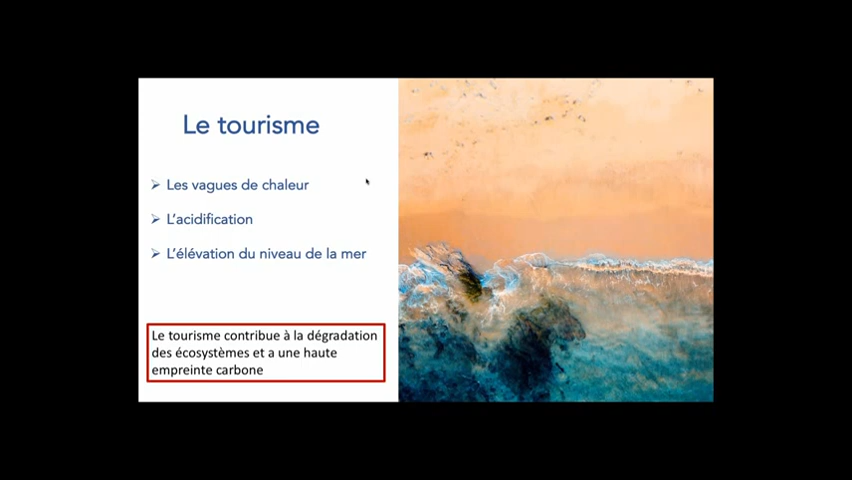 Le tourisme
➢ Les vagues de chaleur
➢ L'acidification
➢ L'élévation du niveau de la mer
Le tourisme contribue à la dégradation
des écosystèmes et a une haute
empreinte carbone